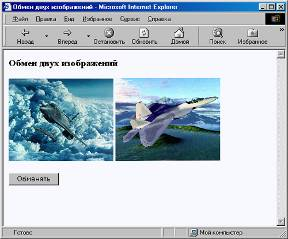 Обмен двух изображений - Microsoft Internet Explorer
Файл Правка Вид Избранное Сервис Справка
Назад Вперед Остановить Обновить Домой Поиск Избранное
Обмен двух изображений
Обменять
Готово Мой компьютер